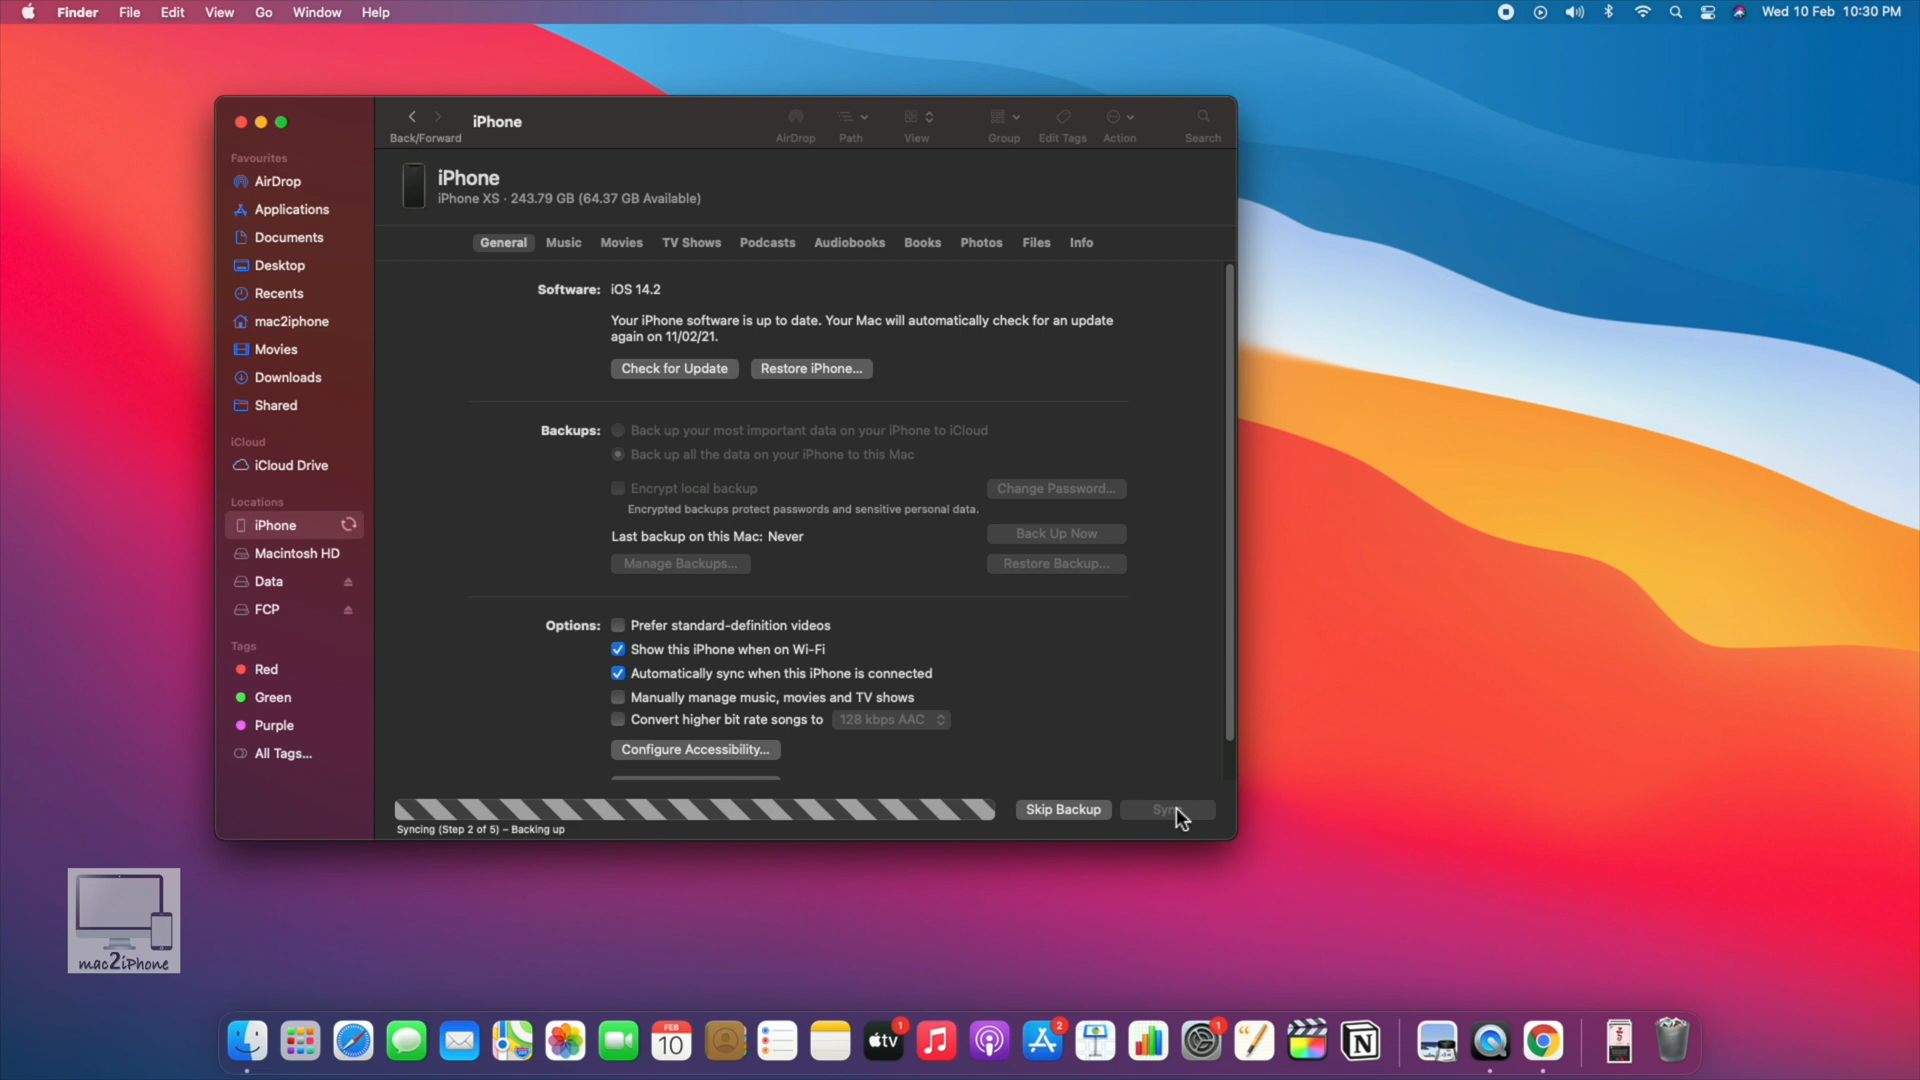 Finder File Edit View Go Window Help
Wed 10 Feb 10:30 PM
Back/Forward
iPhone
AirDrop Path View Group Edit Tags Action Search
Favourites
AirDrop
Applications
Documents
Desktop
Recents
mac2iphone
Movies
Downloads
Shared
iCloud
iCloud Drive
Locations
iPhone
Macintosh HD
Data
FCP
Tags
Red
Green
Purple
All Tags...
iPhone
iPhone XS · 243.79 GB (64.37 GB Available)
General Music Movies TV Shows Podcasts Audiobooks Books Photos Files Info
Software: iOS 14.2
Your iPhone software is up to date. Your Mac will automatically check for an update
again on 11/02/21.
Check for Update Restore iPhone...
Backups: Back up your most important data on your iPhone to iCloud
Back up all the data on your iPhone to this Mac
Encrypt local backup Change Password...
Encrypted backups protect passwords and sensitive personal data.
Last backup on this Mac: Never Back Up Now
Manage Backups... Restore Backup...
Options: Prefer standard-definition videos
Show this iPhone when on Wi-Fi
Automatically sync when this iPhone is connected
Manually manage music, movies and TV shows
Convert higher bit rate songs to 128 kbps AAC
Configure Accessibility...
Skip Backup Sync
Syncing (Step 2 of 5) – Backing up
mac2iPhone
FEB
10
tv
1
2
1
N